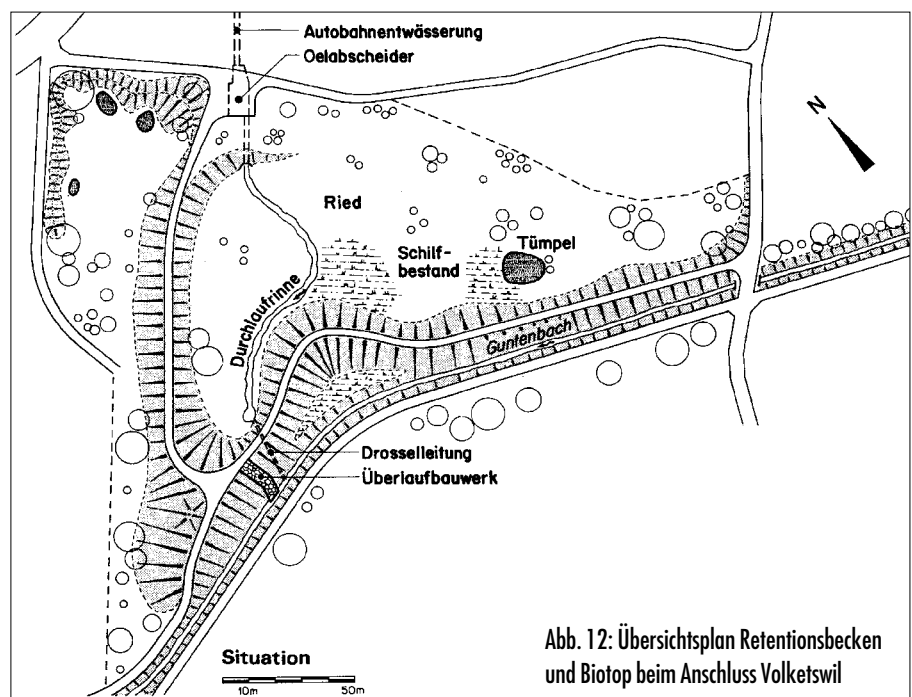 Autobahnentwässerung
Oelabscheider
N
Ried
Schilf-
bestand
Tümpel
Durchlaufrinne
Guntenbach
Drosselleitung
Überlaufbauwerk
Situation
10m 50m
Abb. 12: Übersichtsplan Retentionsbecken
und Biotop beim Anschluss Volketswil